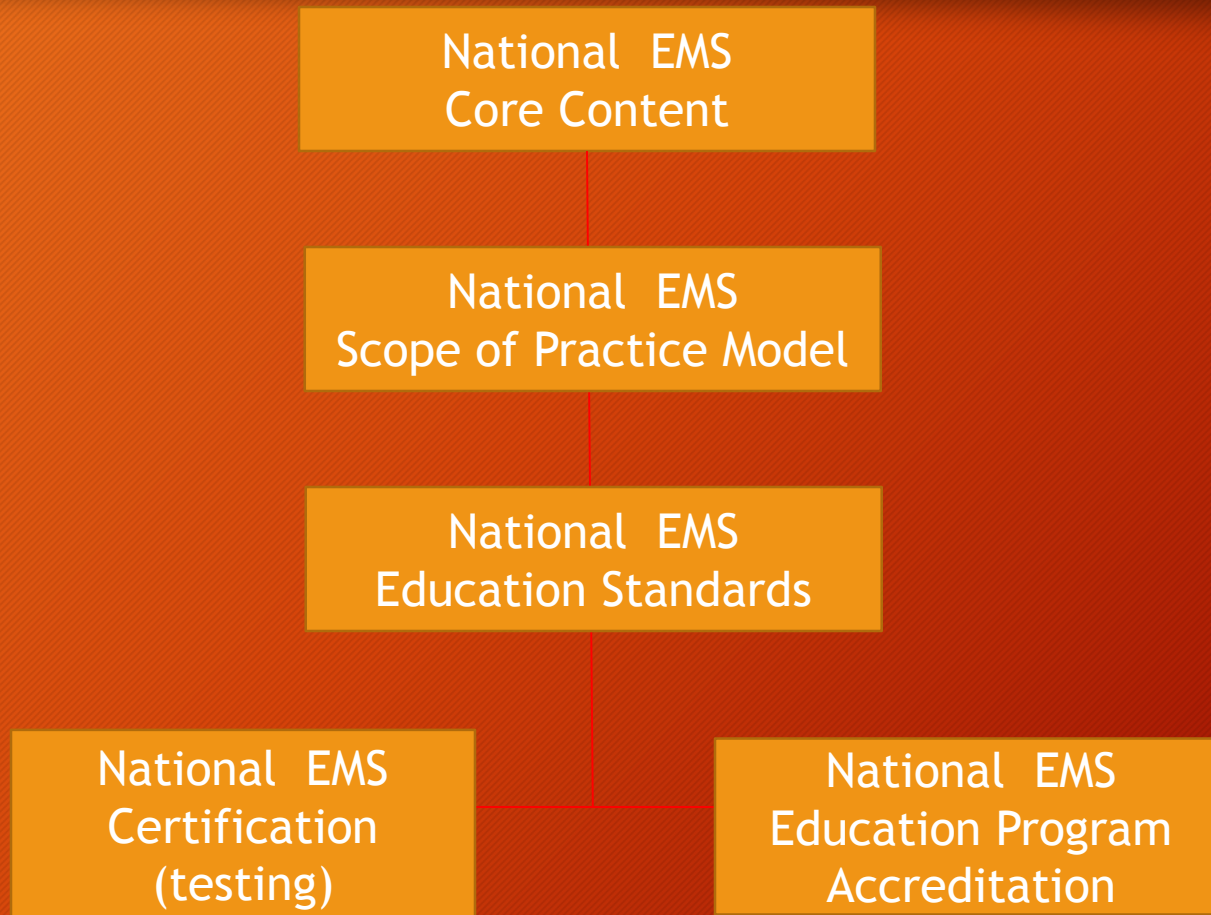 National  EMS
Core Content
National  EMS
Scope of Practice Model
National  EMS
Education Standards
National  EMS
Certification
(testing)
National  EMS
Education Program
Accreditation